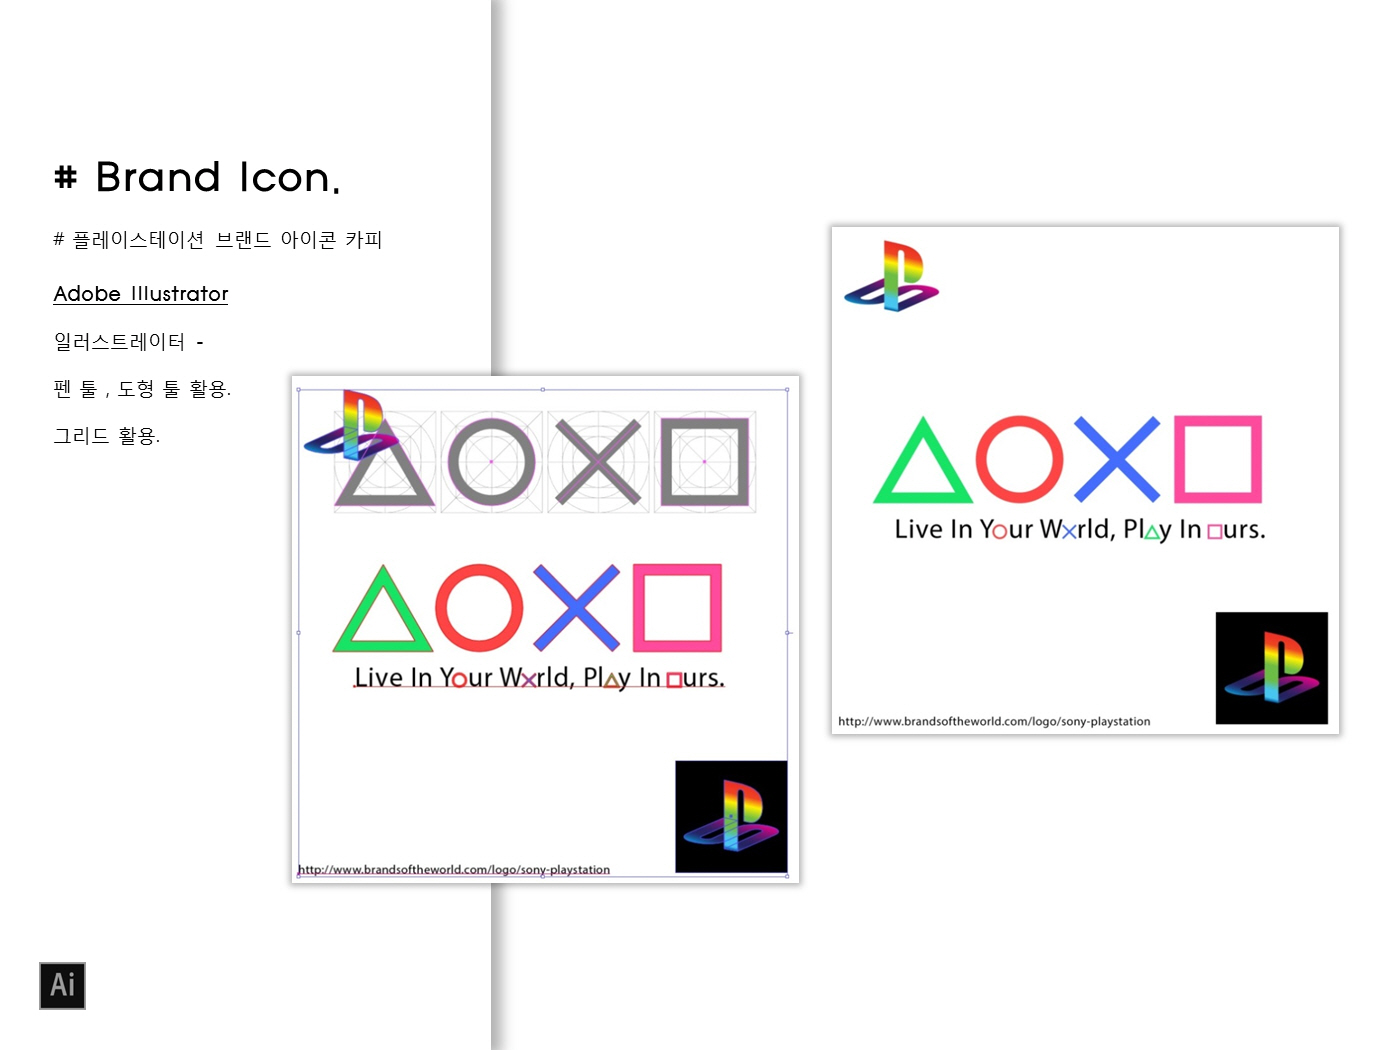 # Brand Icon.
# 플레이스테이션 브랜드 아이콘 카피
Adobe Illustrator
일러스트레이터 -
펜 툴 , 도형 툴 활용.
그리드 활용.
Live In Your Wxrld, Play In ours.
http://www.brandsoftheworld.com/logo/sony-playstation
Live In Your Wxrld, Play In ours.
http://www.brandsoftheworld.com/logo/sony-playstation
Ai